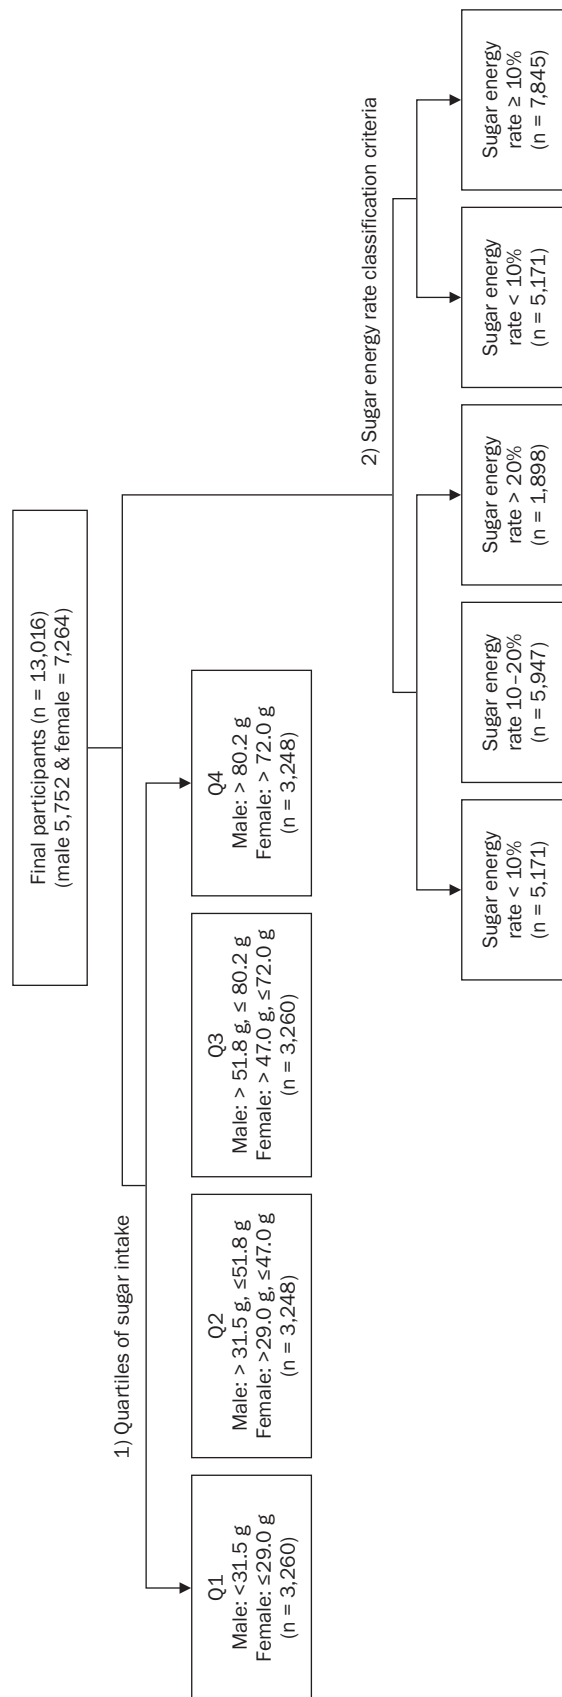 Final participants (n = 13,016)
(male 5,752 & female = 7,264)
1) Quartiles of sugar intake
Q1
Male: <31.5 g
Female: ≤29.0 g
(n = 3,260)
Q2
Male: > 31.5 g, ≤51.8 g
Female: >29.0 g, ≤47.0 g
(n = 3,248)
Q3
Male: > 51.8 g, ≤ 80.2 g
Female: > 47.0 g, ≤72.0 g
(n = 3,260)
Q4
Male: > 80.2 g
Female: > 72.0 g
(n = 3,248)
2) Sugar energy rate classification criteria
Sugar energy
rate < 10%
(n = 5,171)
Sugar energy
rate 10–20%
(n = 5,947)
Sugar energy
rate > 20%
(n = 1,898)
Sugar energy
rate < 10%
(n = 5,171)
Sugar energy
rate ≥ 10%
(n = 7,845)